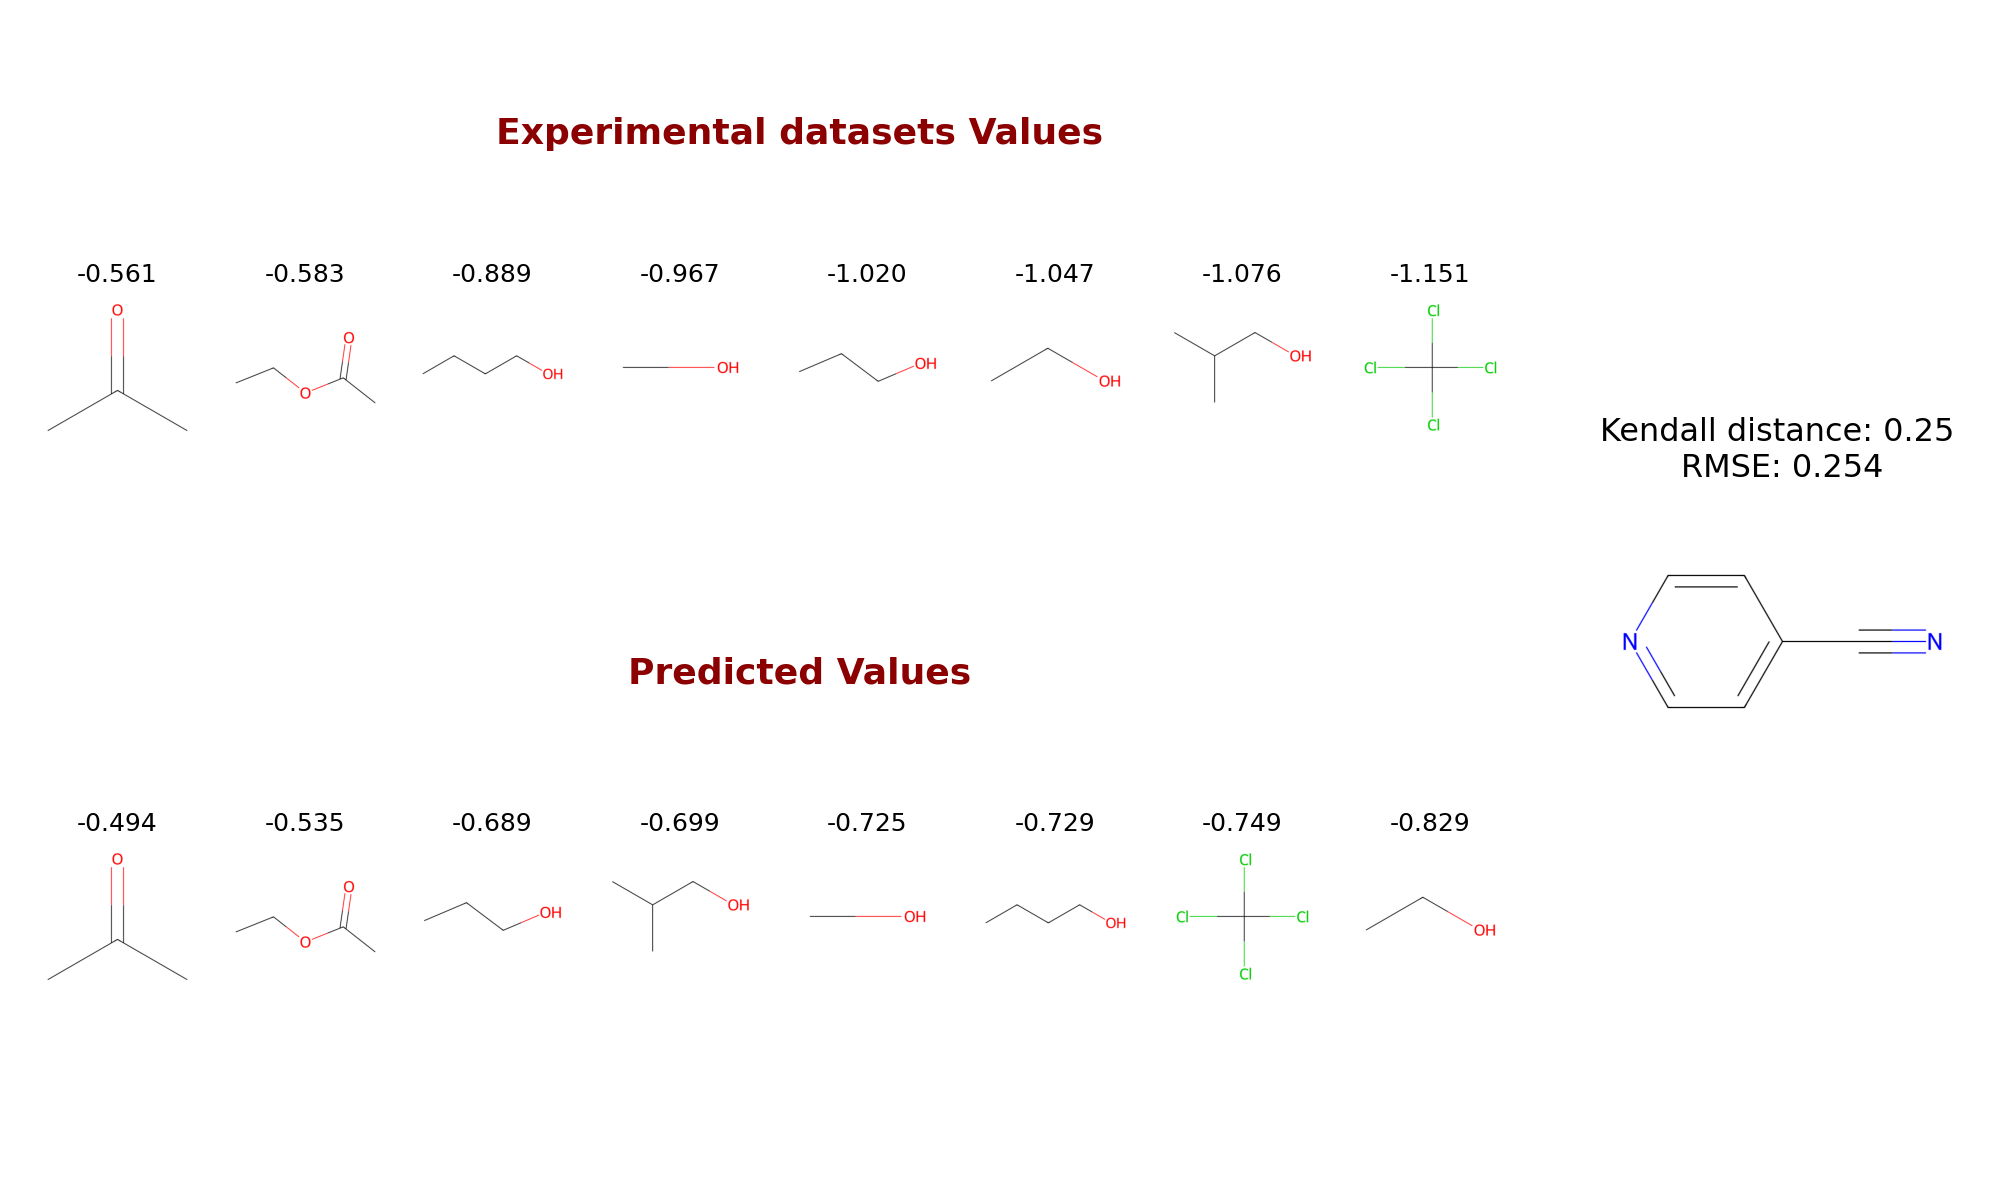 Experimental datasets Values
-0.561 -0.583 -0.889 -0.967 -1.020 -1.047 -1.076 -1.151
O
O
O
OH
OH
OH
OH
OH
Cl
Cl Cl
Cl
Kendall distance: 0.25
RMSE: 0.254
N N
Predicted Values
-0.494 -0.535 -0.689 -0.699 -0.725 -0.729 -0.749 -0.829
O
O
O
OH
OH
OH
OH
Cl
Cl Cl
Cl
OH